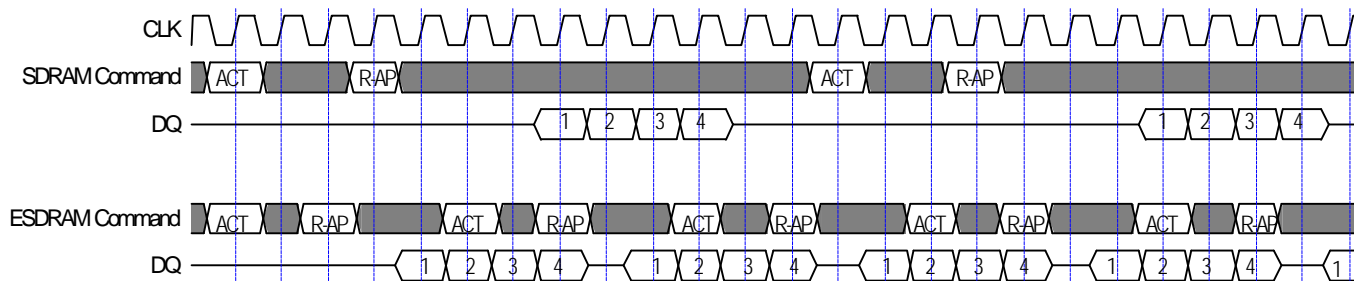 CLK
SDRAM Command ACT R-AP ACT R-AP
DQ 1 2 3 4 1 2 3 4
ESDRAM Command ACT R-AP ACT R-AP ACT R-AP ACT R-AP ACT R-AP
DQ 1 2 3 4 1 2 3 4 1 2 3 4 1 2 3 4 1